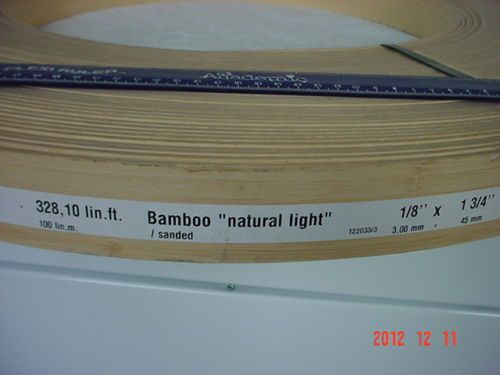 FLEXI RULER Academic
328,10 lin.ft. Bamboo "natural light" 1/8'' x 1 3/4''
100 lin.m. / sanded 122033/3 3.00 mm 45 mm
2012 12 11